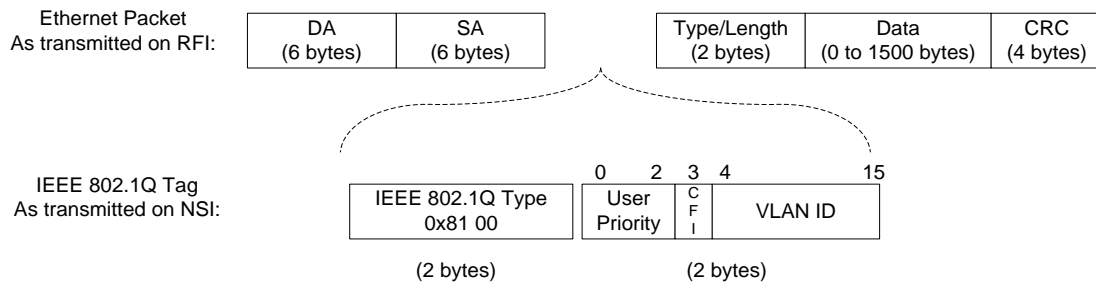 Ethernet Packet
As transmitted on RFI:
DA
(6 bytes)
SA
(6 bytes)
Type/Length
(2 bytes)
Data
(0 to 1500 bytes)
CRC
(4 bytes)
IEEE 802.1Q Tag
As transmitted on NSI:
IEEE 802.1Q Type
0x81 00
0 2 3 4 15
User
Priority
C
F
I
VLAN ID
(2 bytes)
(2 bytes)